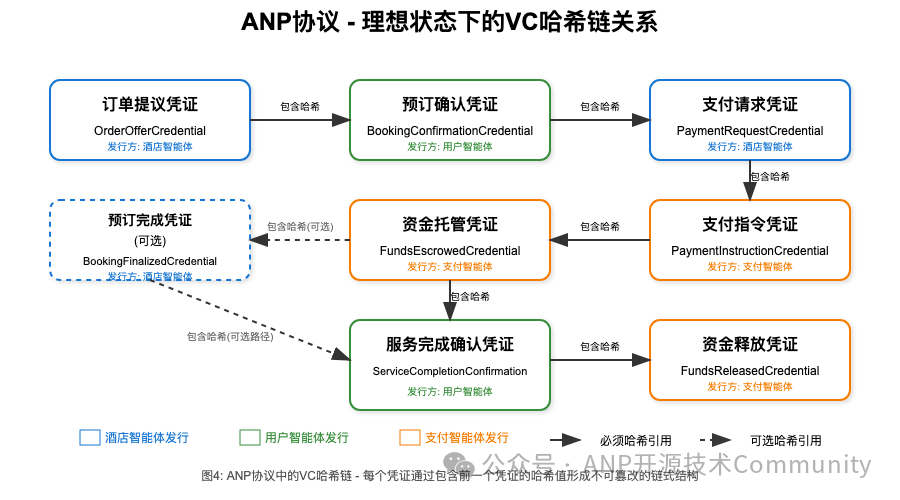 ANP协议 - 理想状态下的VC哈希链关系
订单提议凭证
OrderOfferCredential
发行方: 酒店智能体
包含哈希
预订确认凭证
BookingConfirmationCredential
发行方: 用户智能体
包含哈希
支付请求凭证
PaymentRequestCredential
发行方: 酒店智能体
包含哈希
预订完成凭证
(可选)
BookingFinalizedCredential
发行方: 酒店智能体
包含哈希(可选)
资金托管凭证
FundsEscrowedCredential
发行方: 支付智能体
包含哈希
支付指令凭证
PaymentInstructionCredential
发行方: 支付智能体
包含哈希
包含哈希(可选路径)
服务完成确认凭证
ServiceCompletionConfirmation
发行方: 用户智能体
包含哈希
资金释放凭证
FundsReleasedCredential
发行方: 支付智能体
酒店智能体发行
用户智能体发行
支付智能体发行
必须哈希引用
可选哈希引用
公众号 · ANP开源技术Community
图4: ANP协议中的VC哈希链 - 每个凭证通过包含前一个凭证的哈希值形成不可篡改的链式结构